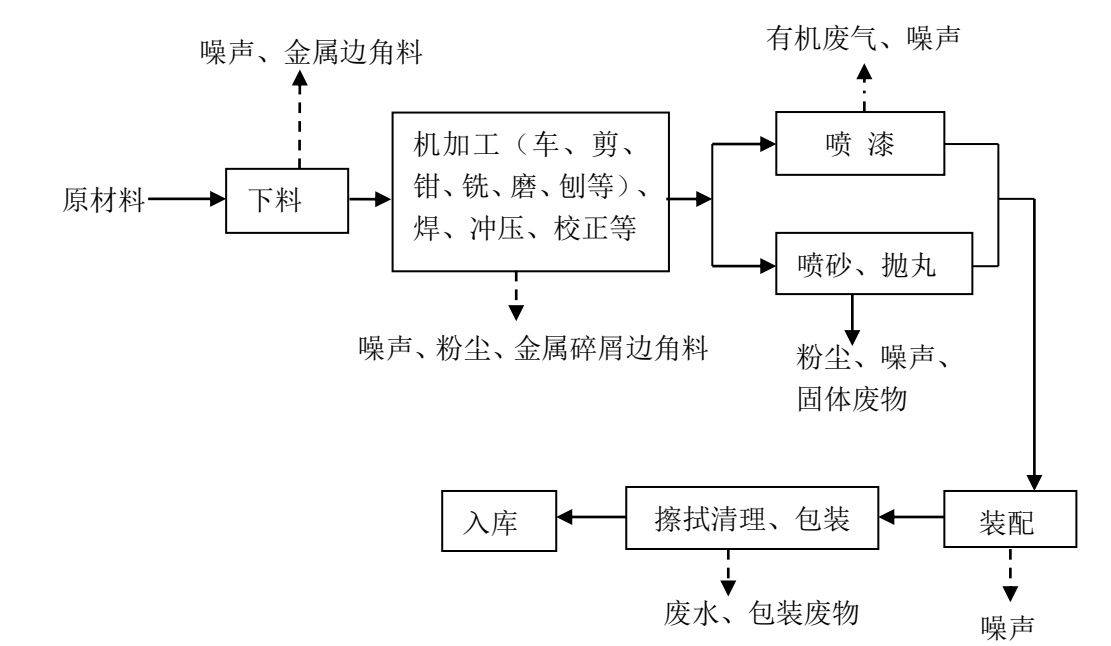 噪声、金属边角料
有机废气、噪声
原材料
下料
机加工（车、剪、
钳、铣、磨、刨等）、
焊、冲压、校正等
喷 漆
喷砂、抛丸
噪声、粉尘、金属碎屑边角料
粉尘、噪声、
固体废物
入库
擦拭清理、包装
装配
废水、包装废物
噪声